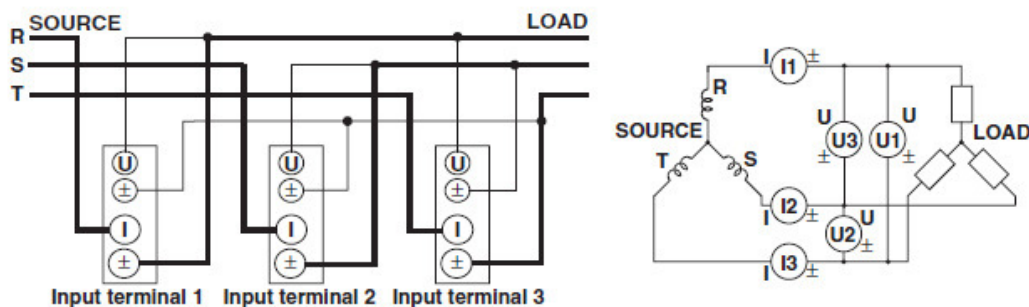 SOURCE LOAD
R
S
T
U U U
± ± ±
I I I
± ± ±
Input terminal 1 Input terminal 2 Input terminal 3
I I1 ±
R
U U
SOURCE U3 U1 LOAD
T S ± ±
I I2 ± U
U2 ±
I I3 ±